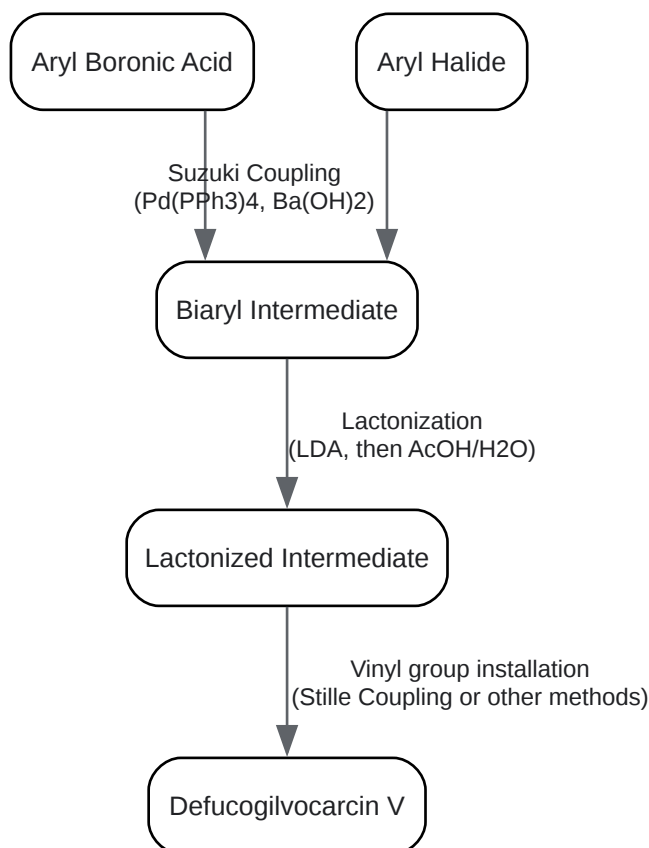 Aryl Boronic Acid
Aryl Halide
Suzuki Coupling
(Pd(PPh3)4, Ba(OH)2)
Biaryl Intermediate
Lactonization
(LDA, then AcOH/H2O)
Lactonized Intermediate
Vinyl group installation
(Stille Coupling or other methods)
Defucogilvocarcin V